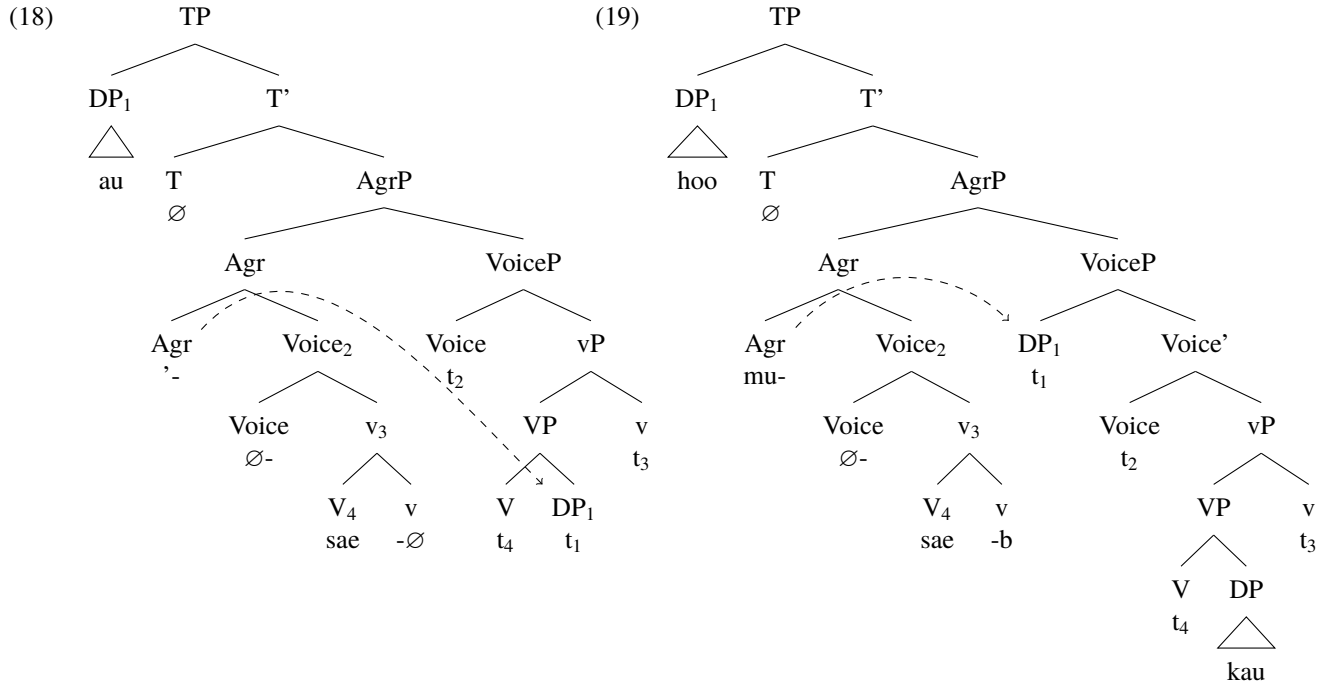 (18) TP (19) TP
DP1 T’ DP1 T’
au T AgrP hoo T AgrP
∅ ∅
Agr VoiceP Agr VoiceP
Agr Voice2 Voice vP Agr Voice2 DP1 Voice’
’- t2 mu- t1
Voice v3 VP v Voice v3 Voice vP
∅- t3 ∅- t2
V4 v V DP1 V4 v VP v
sae -∅ t4 t1 sae -b t3
V DP
t4
kau